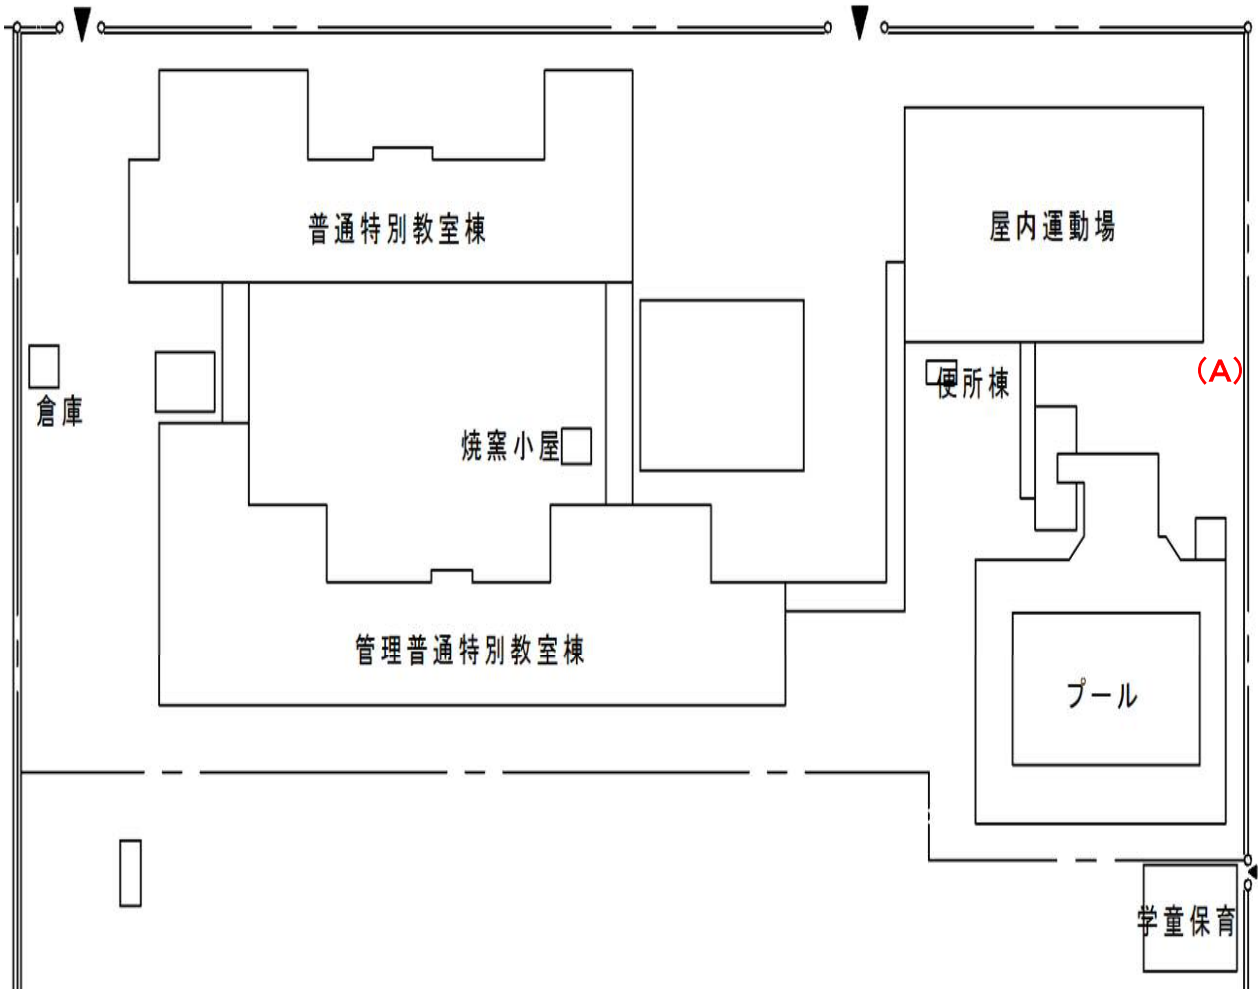 普通特別教室棟
屋内運動場
(A)
便所棟
倉庫
焼窯小屋
管理普通特別教室棟
プール
学童保育